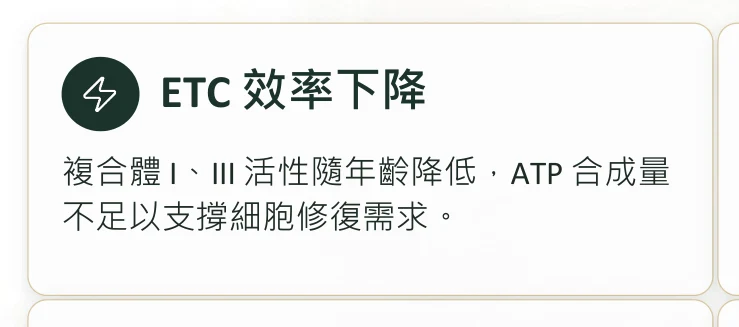 ETC 效率下降
複合體 I、III 活性隨年齡降低，ATP 合成量
不足以支撐細胞修復需求。